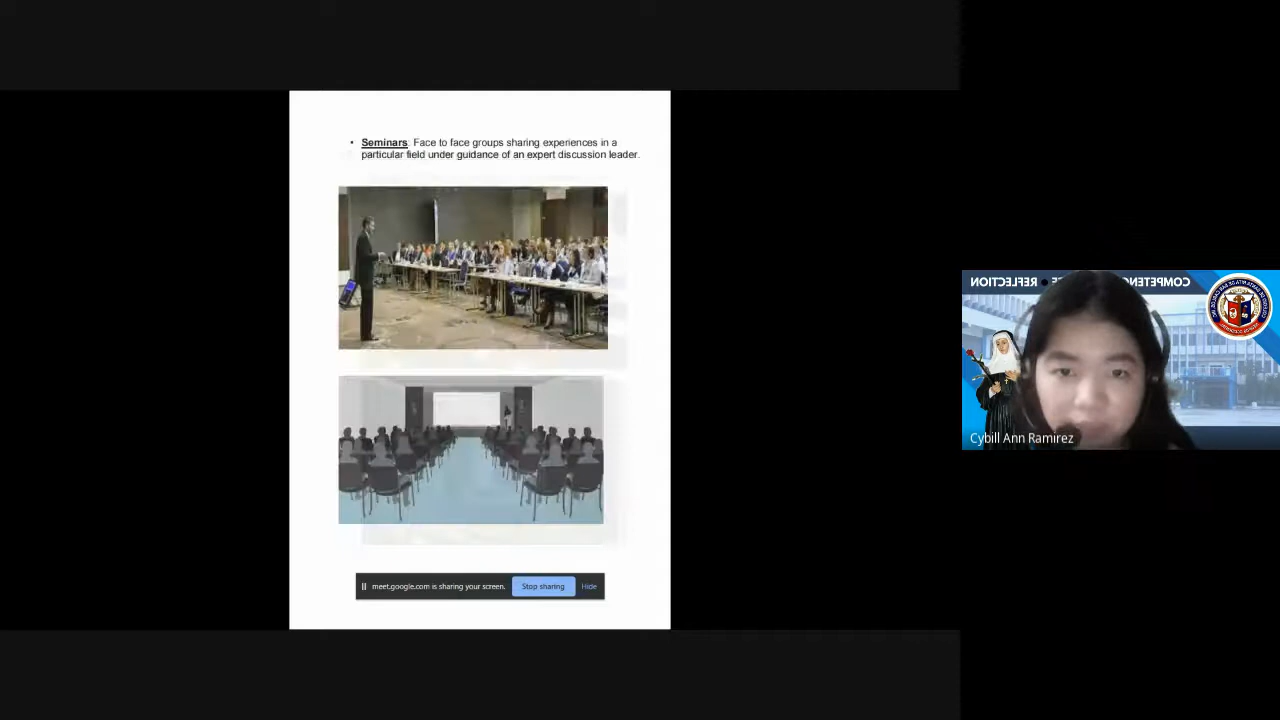 • Seminars: Face to face groups sharing experiences in a
particular field under guidance of an expert discussion leader.
meet.google.com is sharing your screen. Stop sharing Hide
REFLECTION • COMPETENC
Cybill Ann Ramirez